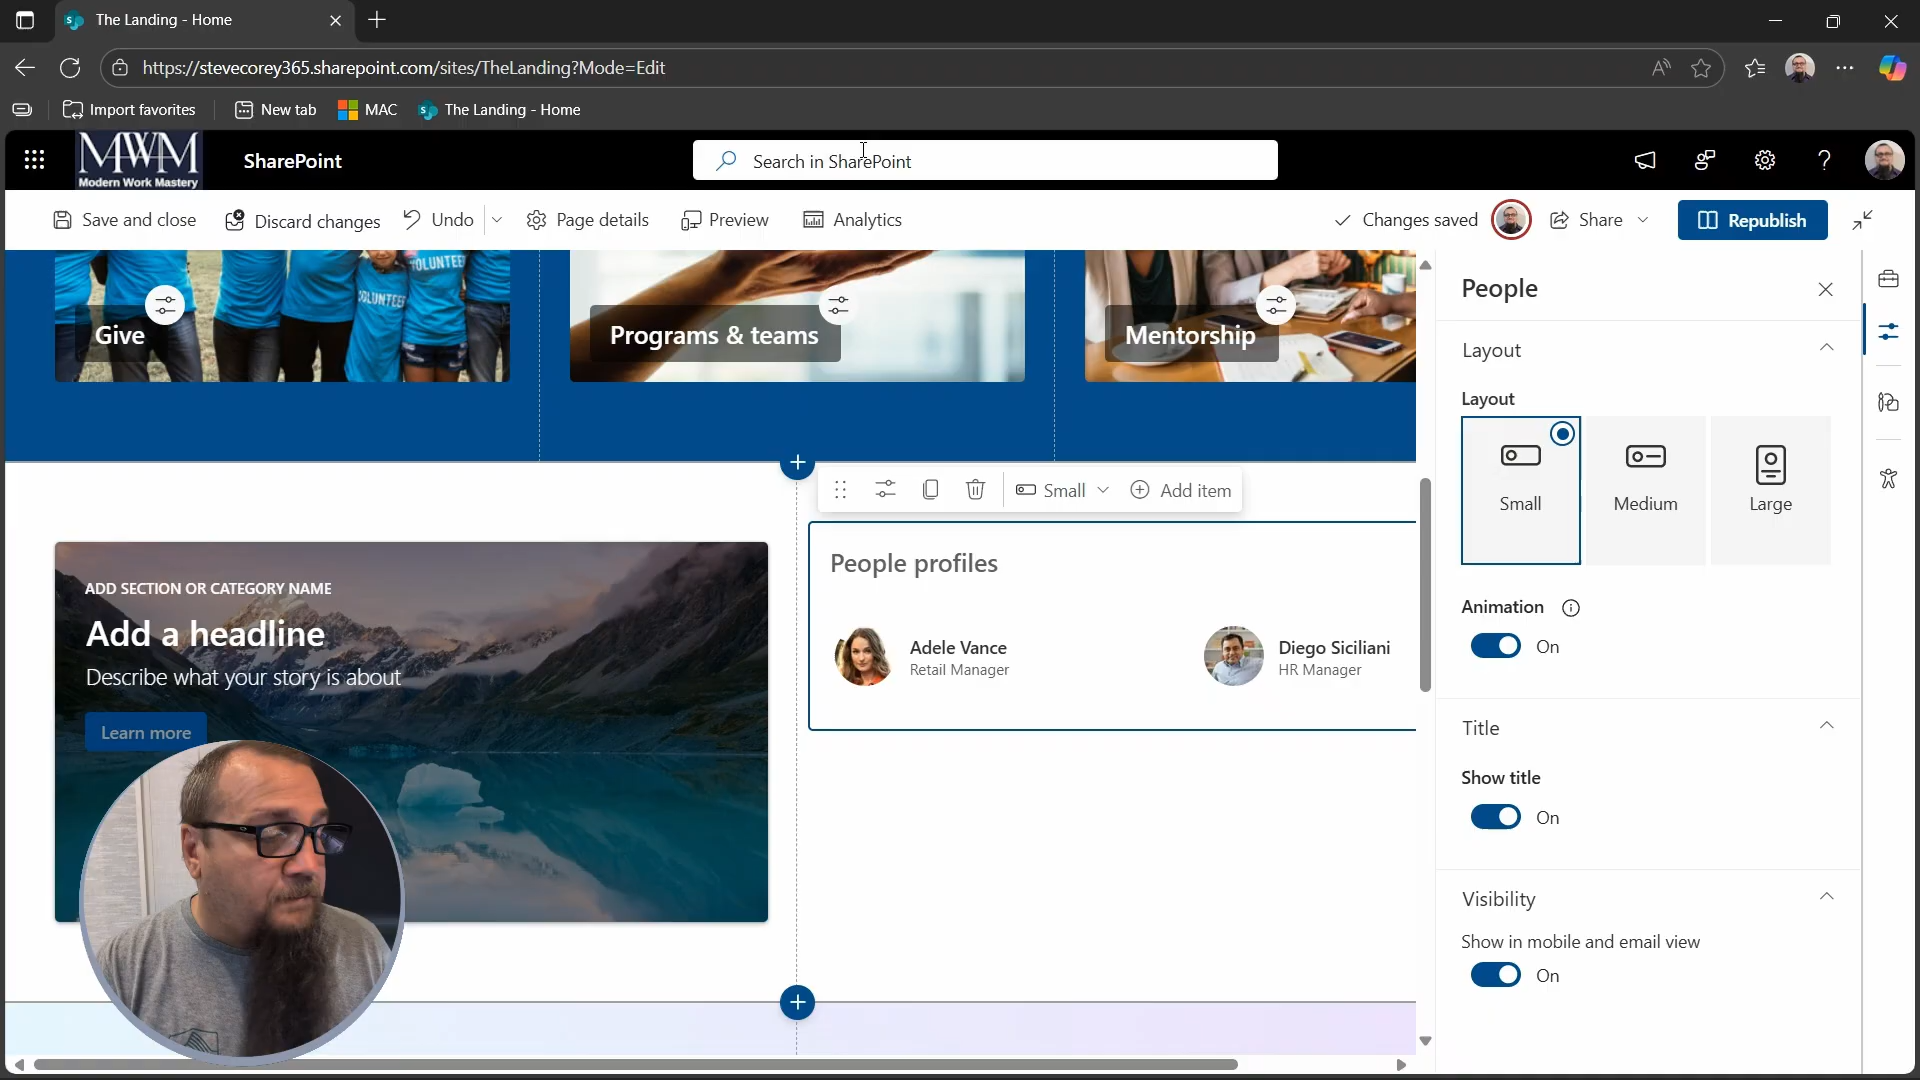 The Landing - Home
https://stevecorey365.sharepoint.com/sites/TheLanding?Mode=Edit
Import favorites
New tab
MAC
The Landing - Home
MWM
Modern Work Mastery
SharePoint
Search in SharePoint
Save and close
Discard changes
Undo
Page details
Preview
Analytics
Changes saved
Share
Republish
VOLUNTEER
VOLUNTEE
Give
Programs & teams
Mentorship
Small
Add item
People profiles
Adele Vance
Retail Manager
Diego Siciliani
HR Manager
ADD SECTION OR CATEGORY NAME
Add a headline
Describe what your story is about
Learn more
People
Layout
Layout
Small
Medium
Large
Animation
On
Title
Show title
On
Visibility
Show in mobile and email view
On